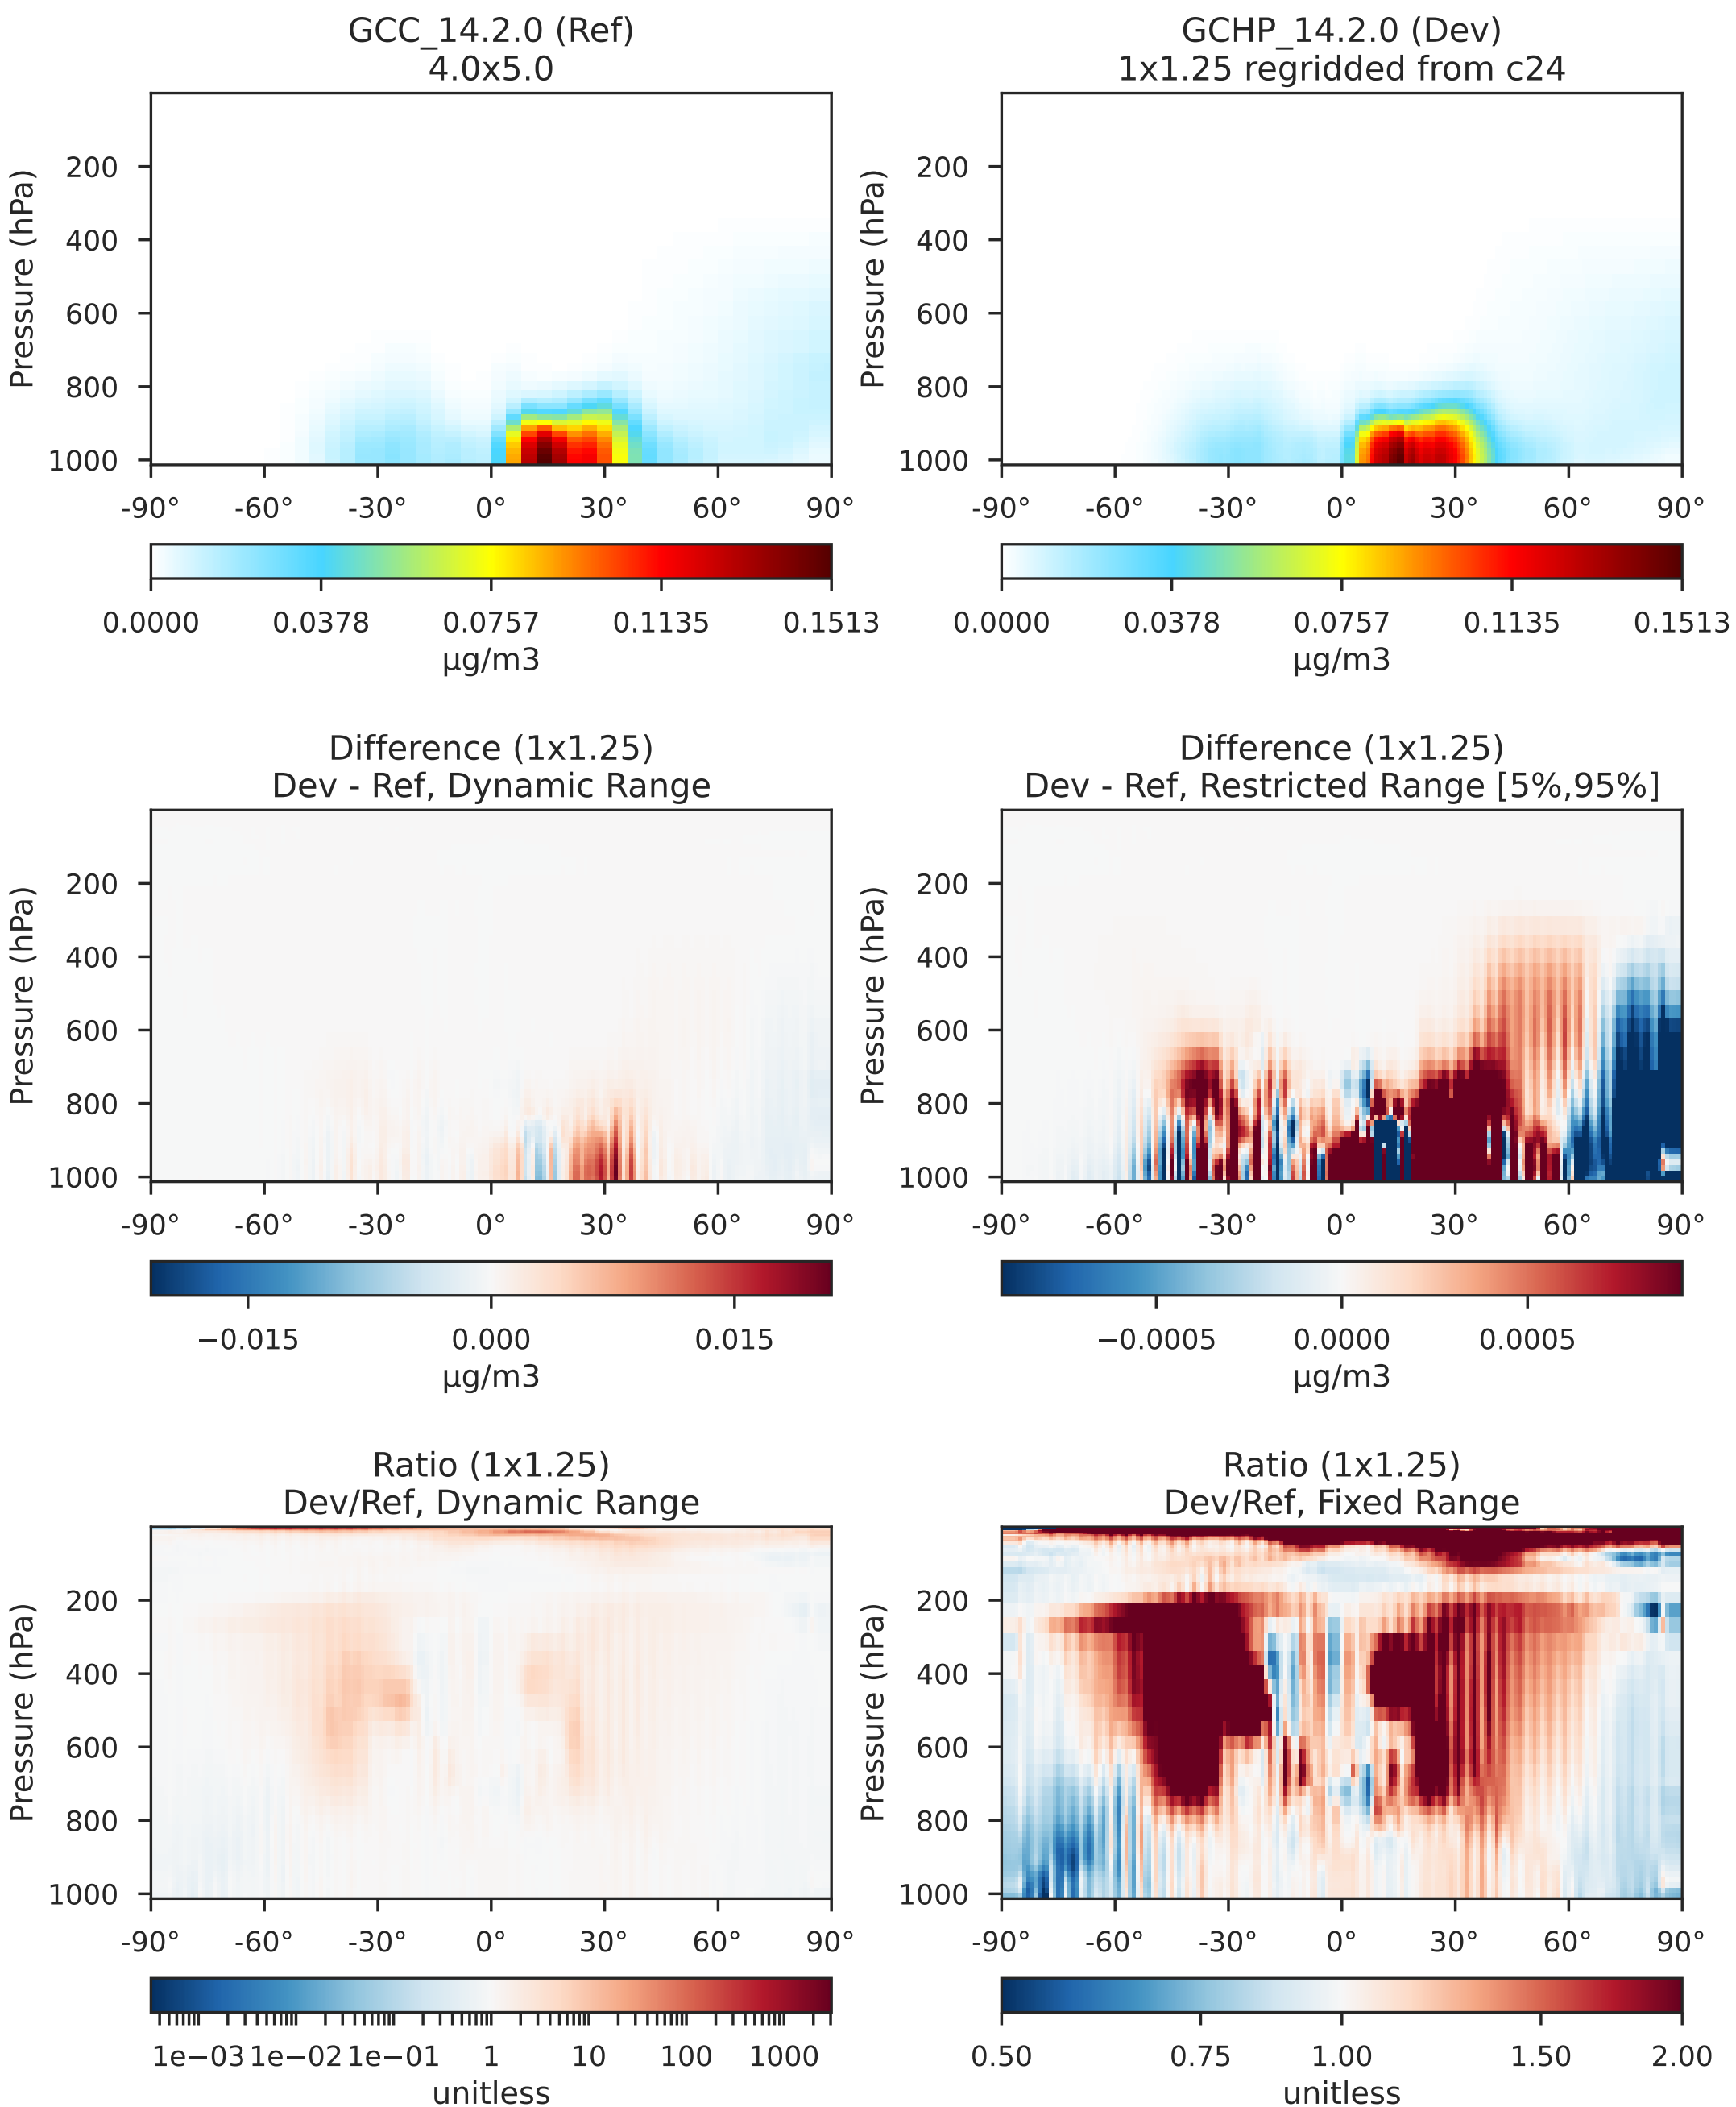 GCC_14.2.0 (Ref)
4.0x5.0
Pressure (hPa)
200
400
600
800
1000
-90° -60° -30° 0° 30° 60° 90°
0.0000 0.0378 0.0757 0.1135 0.1513
μg/m3
GCHP_14.2.0 (Dev)
1x1.25 regridded from c24
Pressure (hPa)
200
400
600
800
1000
-90° -60° -30° 0° 30° 60° 90°
0.0000 0.0378 0.0757 0.1135 0.1513
μg/m3
Difference (1x1.25)
Dev - Ref, Dynamic Range
Pressure (hPa)
200
400
600
800
1000
-90° -60° -30° 0° 30° 60° 90°
−0.015 0.000 0.015
μg/m3
Difference (1x1.25)
Dev - Ref, Restricted Range [5%,95%]
Pressure (hPa)
200
400
600
800
1000
-90° -60° -30° 0° 30° 60° 90°
−0.0005 0.0000 0.0005
μg/m3
Ratio (1x1.25)
Dev/Ref, Dynamic Range
Pressure (hPa)
200
400
600
800
1000
-90° -60° -30° 0° 30° 60° 90°
1e−03 1e−02 1e−01 1 10 100 1000
unitless
Ratio (1x1.25)
Dev/Ref, Fixed Range
Pressure (hPa)
200
400
600
800
1000
-90° -60° -30° 0° 30° 60° 90°
0.50 0.75 1.00 1.50 2.00
unitless